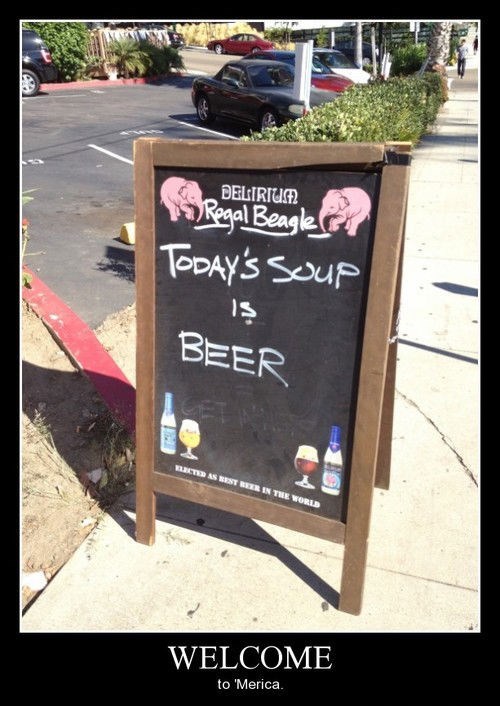 DELIRIUM
Regal Beagle
TODAY'S SOUP
IS
BEER
ELECTED AS BEST BEER IN THE WORLD
WELCOME
to 'Merica.